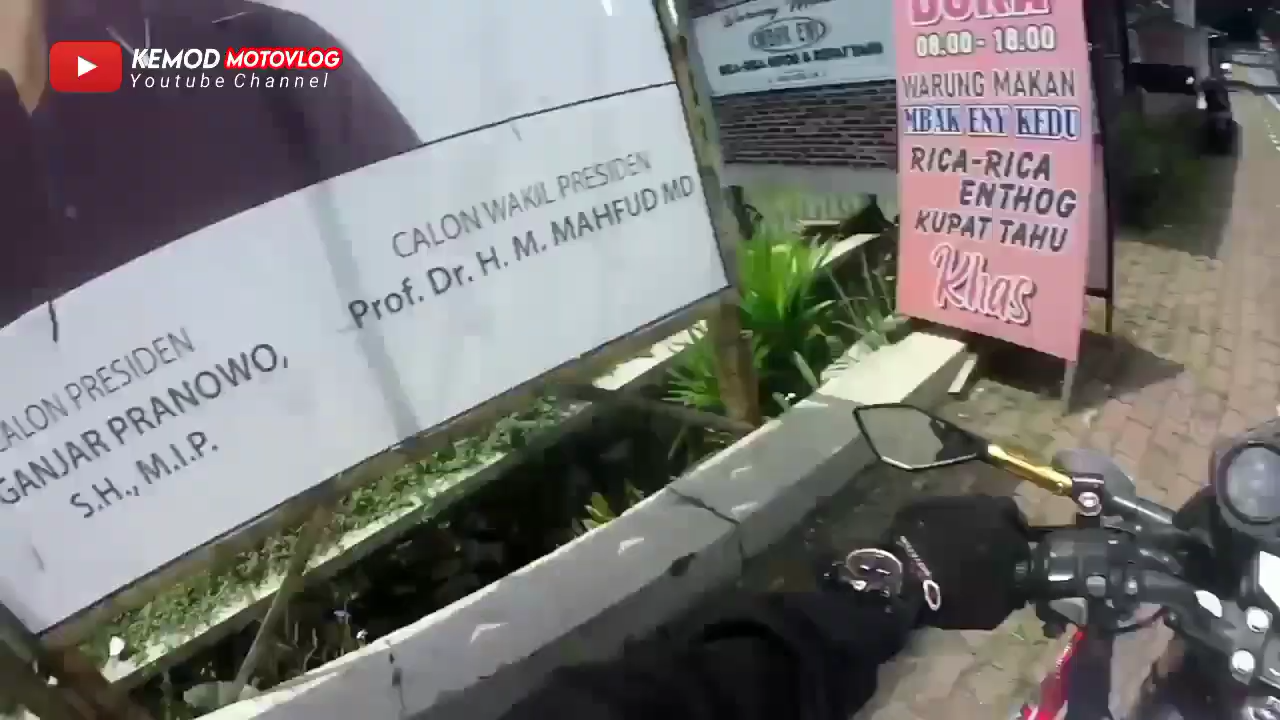 KEMOD MOTOVLOG
Youtube Channel
CALON WAKIL PRESIDEN
Prof. Dr. H. M. MAHFUD MD
CALON PRESIDEN
GANJAR PRANOWO,
S.H., M.I.P.
BUKA
08.00 - 18.00
WARUNG MAKAN
MBAK ENY KEDU
RICA-RICA
ENTHOG
KUPAT TAHU
Khas